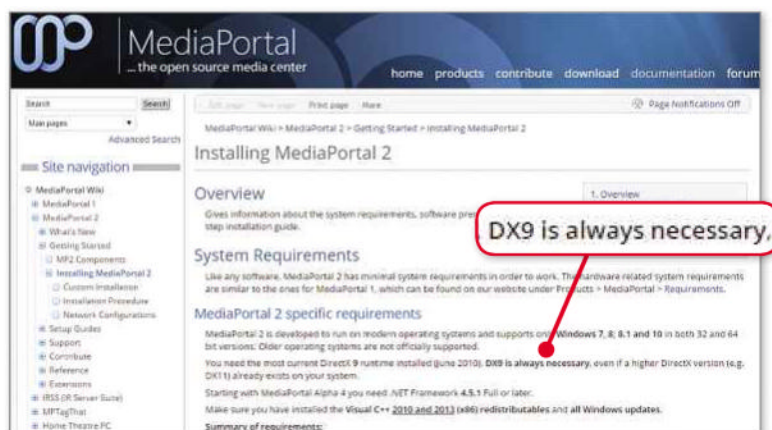 MediaPortal
... the open source media center
home products contribute download documentation forum
Search Search
Edit page New page Print page More Page Notifications Off
Main pages
Advanced Search
MediaPortal Wiki > MediaPortal 2 > Getting Started > Installing MediaPortal 2
Installing MediaPortal 2
Site navigation
MediaPortal Wiki
MediaPortal 1
MediaPortal 2
What's New
Getting Started
MP2 Components
Installing MediaPortal 2
Custom Installation
Installation Procedure
Network Configurations
Setup Guides
Support
Contribute
Reference
Extensions
IRSS (IR Server Suite)
MPTagThat
Home Theatre PC
Overview
1. Overview
Gives information about the system requirements, software
step installation guide.
DX9 is always necessary,
System Requirements
Like any software, MediaPortal 2 has minimal system requirements in order to work. The hardware related system requirements
are similar to the ones for MediaPortal 1, which can be found on our website under Products > MediaPortal > Requirements.
MediaPortal 2 specific requirements
MediaPortal 2 is developed to run on modern operating systems and supports only Windows 7, 8, 8.1 and 10 in both 32 and 64
bit versions. Older operating systems are not officially supported.
You need the most current DirectX 9 runtime installed (June 2010). DX9 is always necessary, even if a higher DirectX version (e.g.
DX11) already exists on your system.
Starting with MediaPortal Alpha 4 you need .NET Framework 4.5.1 Full or later.
Make sure you have installed the Visual C++ 2010 and 2013 (x86) redistributables and all Windows updates.
Summary of requirements: